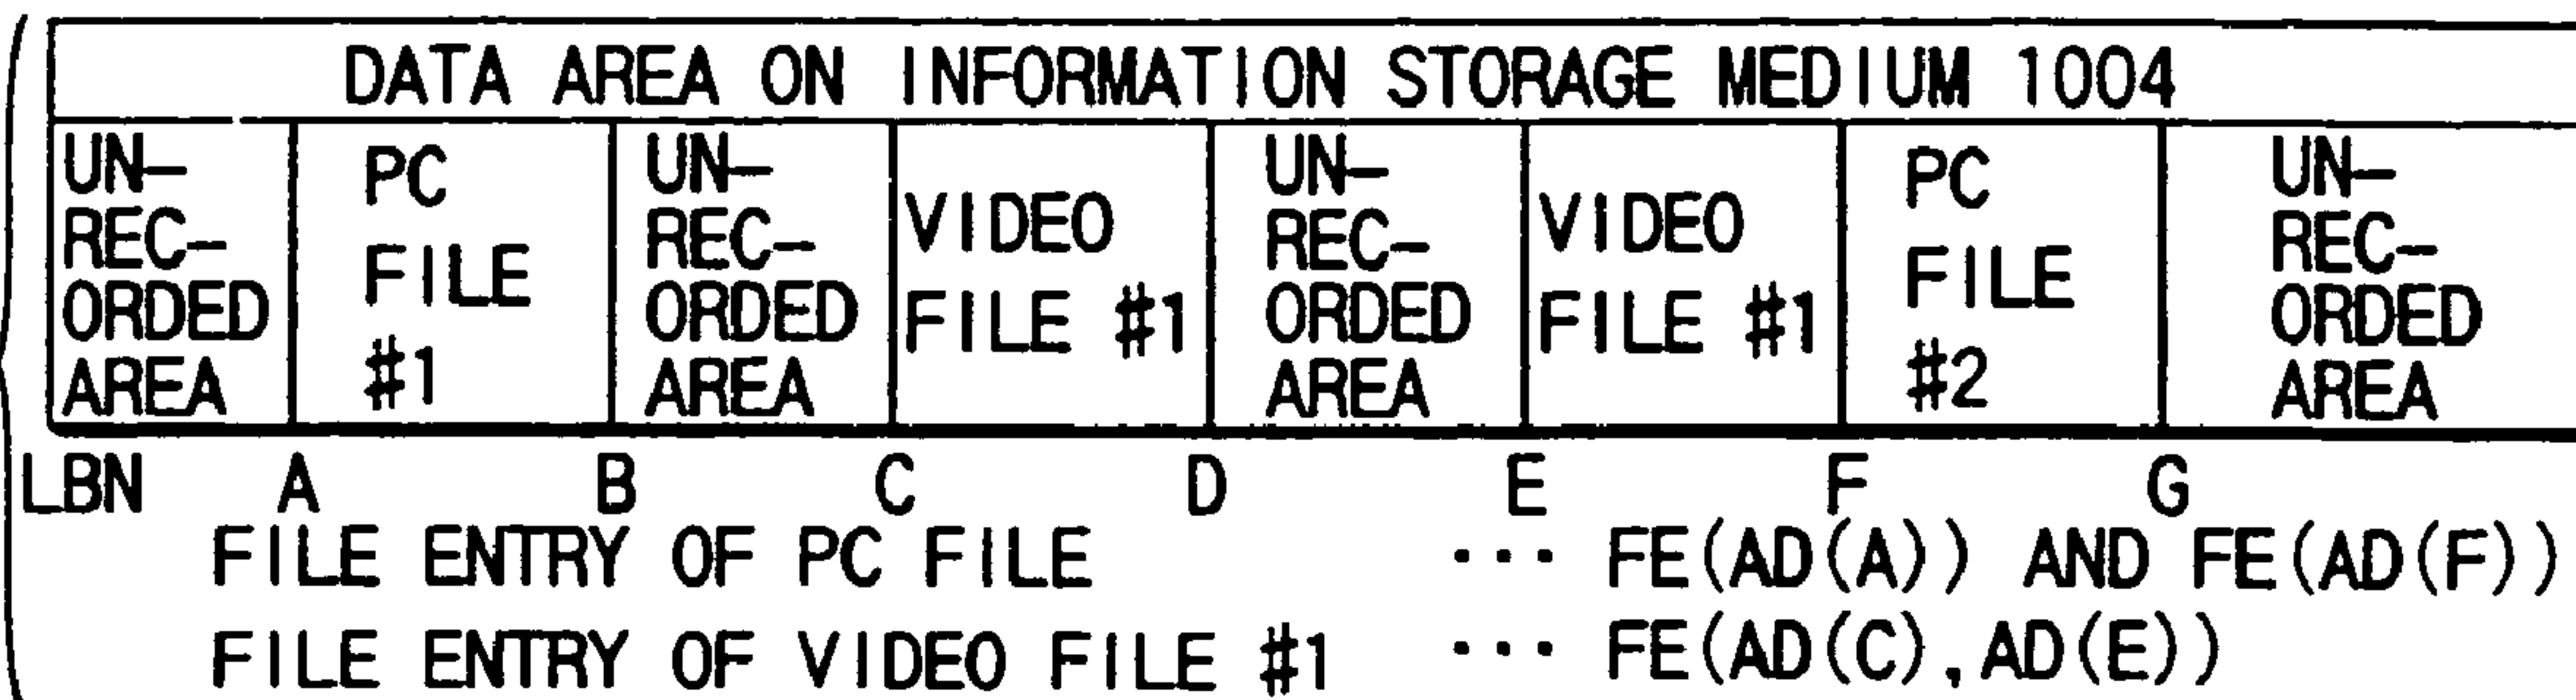 DATA AREA ON INFORMATION STORAGE MEDIUM 1004
UN-
REC-
ORDED
AREA
PC
FILE
#1
UN-
REC-
ORDED
AREA
VIDEO
FILE #1
UN-
REC-
ORDED
AREA
VIDEO
FILE #1
PC
FILE
#2
UN-
REC-
ORDED
AREA
LBN A B C D E F G
FILE ENTRY OF PC FILE ··· FE(AD(A)) AND FE(AD(F))
FILE ENTRY OF VIDEO FILE #1 ··· FE(AD(C),AD(E))